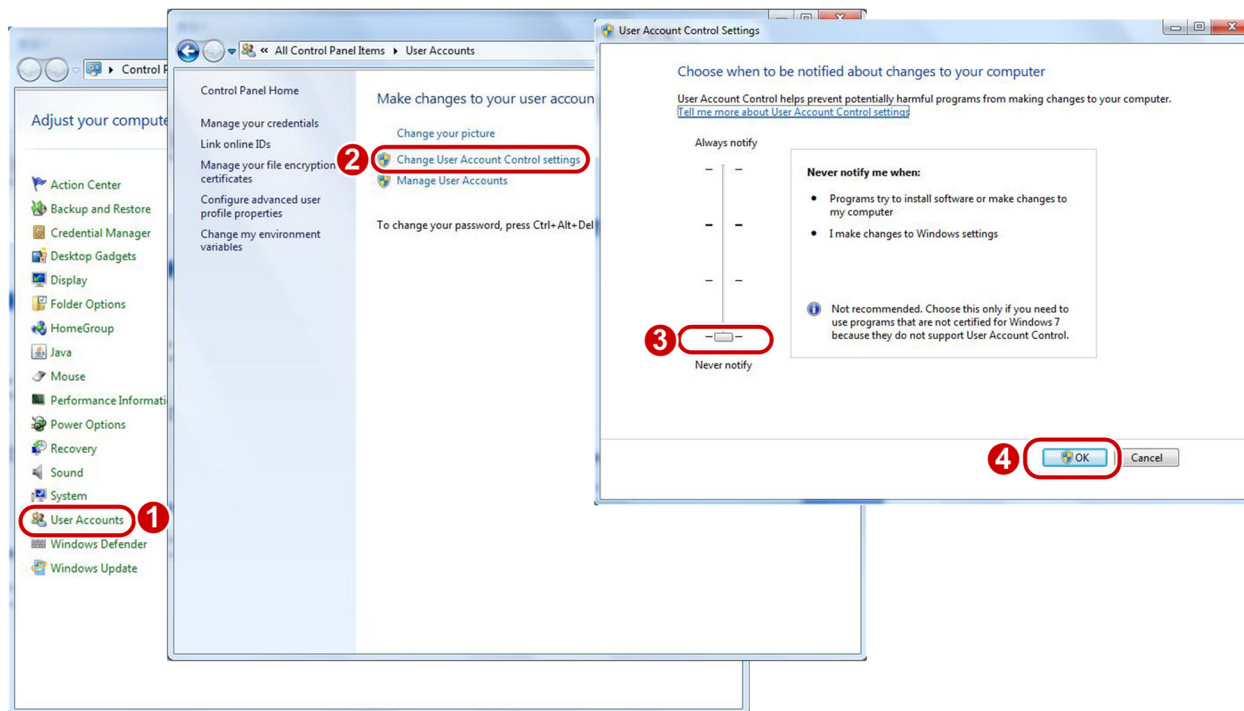 Control P
Adjust your compute
Action Center
Backup and Restore
Credential Manager
Desktop Gadgets
Display
Folder Options
HomeGroup
Java
Mouse
Performance Informati
Power Options
Recovery
Sound
System
User Accounts
1
Windows Defender
Windows Update
« All Control Panel Items User Accounts
Control Panel Home
Manage your credentials
Link online IDs
Manage your file encryption
certificates
Configure advanced user
profile properties
Change my environment
variables
Make changes to your user accoun
Change your picture
2
Change User Account Control settings
Manage User Accounts
To change your password, press Ctrl+Alt+Del
User Account Control Settings
Choose when to be notified about changes to your computer
User Account Control helps prevent potentially harmful programs from making changes to your computer.
Tell me more about User Account Control settings
Always notify
3
Never notify
Never notify me when:
• Programs try to install software or make changes to
my computer
• I make changes to Windows settings
Not recommended. Choose this only if you need to
use programs that are not certified for Windows 7
because they do not support User Account Control.
4
OK
Cancel